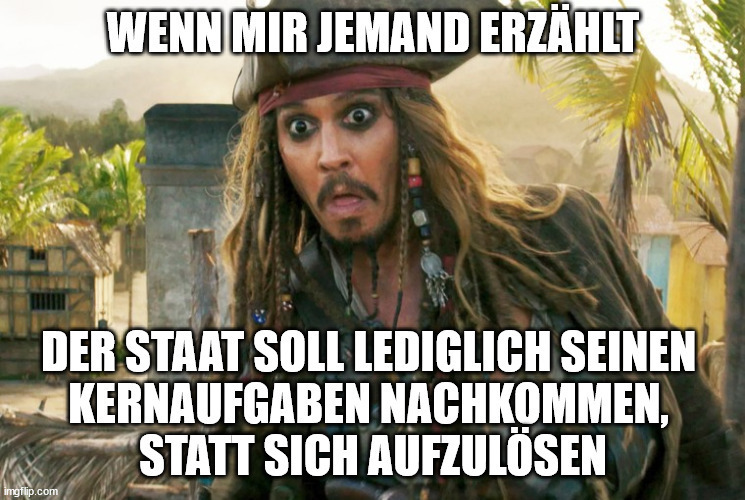 WENN MIR JEMAND ERZÄHLT
DER STAAT SOLL LEDIGLICH SEINEN
KERNAUFGABEN NACHKOMMEN,
STATT SICH AUFZULÖSEN
imgflip.com